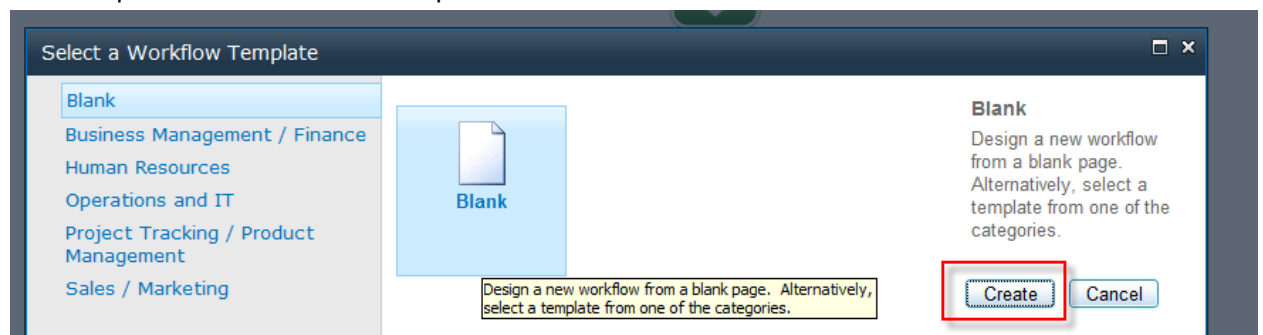 Select a Workflow Template
Blank
Business Management / Finance
Human Resources
Operations and IT
Project Tracking / Product
Management
Sales / Marketing
Blank
Design a new workflow from a blank page.  Alternatively,
select a template from one of the categories.
Blank
Design a new workflow
from a blank page.
Alternatively, select a
template from one of the
categories.
Create
Cancel